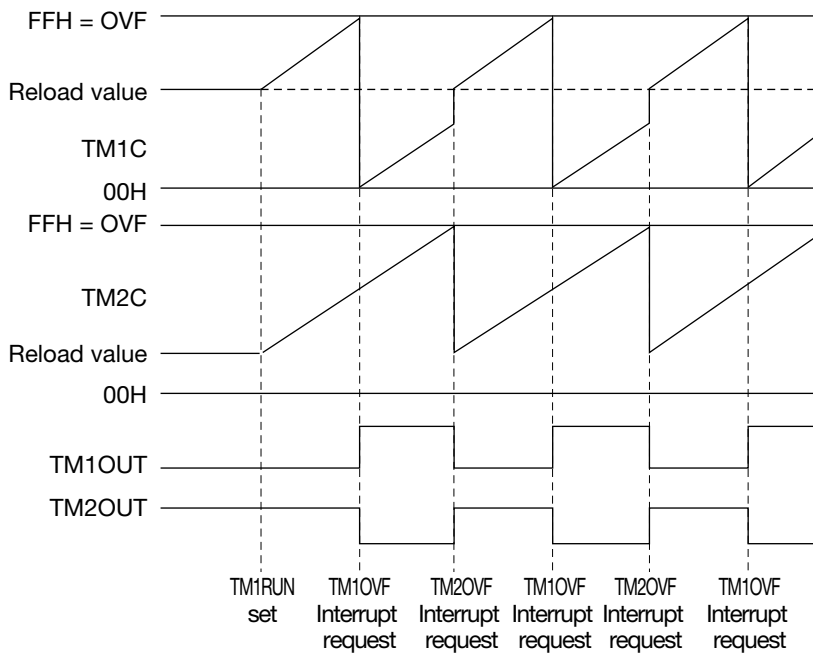 FFH = OVF
Reload value
TM1C
00H
FFH = OVF
TM2C
Reload value
00H
TM1OUT
TM2OUT
TM1RUN TM1OVF TM2OVF TM1OVF TM2OVF TM1OVF
set Interrupt Interrupt Interrupt Interrupt Interrupt
request request request request request